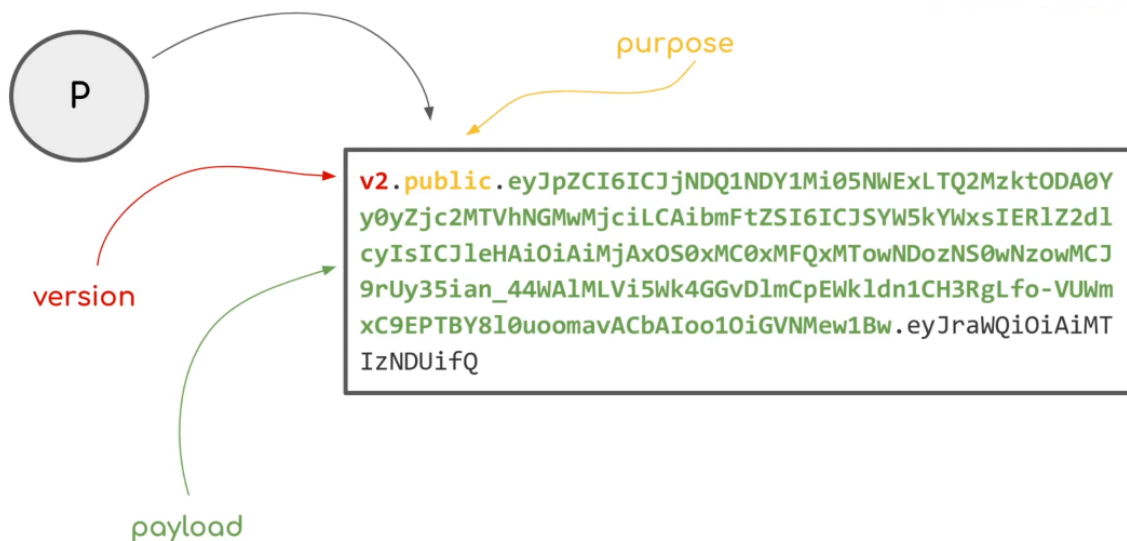 P
purpose
v2.public.eyJpZCI6ICJjNDQ1NDY1Mi05NWExLTQ2MzktODA0Y
y0yZjc2MTVhNGMwMjciLCAibmFtZSI6ICJSYW5kYWxsIERlZ2dl
cyIsICJleHAiOiAiMjAxOS0xMC0xMFQxMTowNDozNS0wNzowMCJ
9rUy35ian_44WAlMLVi5Wk4GGvDlmCpEWkldn1CH3RgLfo-VUWm
xC9EPTBY8l0uoomavACbAIoo1OiGVNMew1Bw.eyJraWQiOiAiMT
IzNDUifQ
version
payload